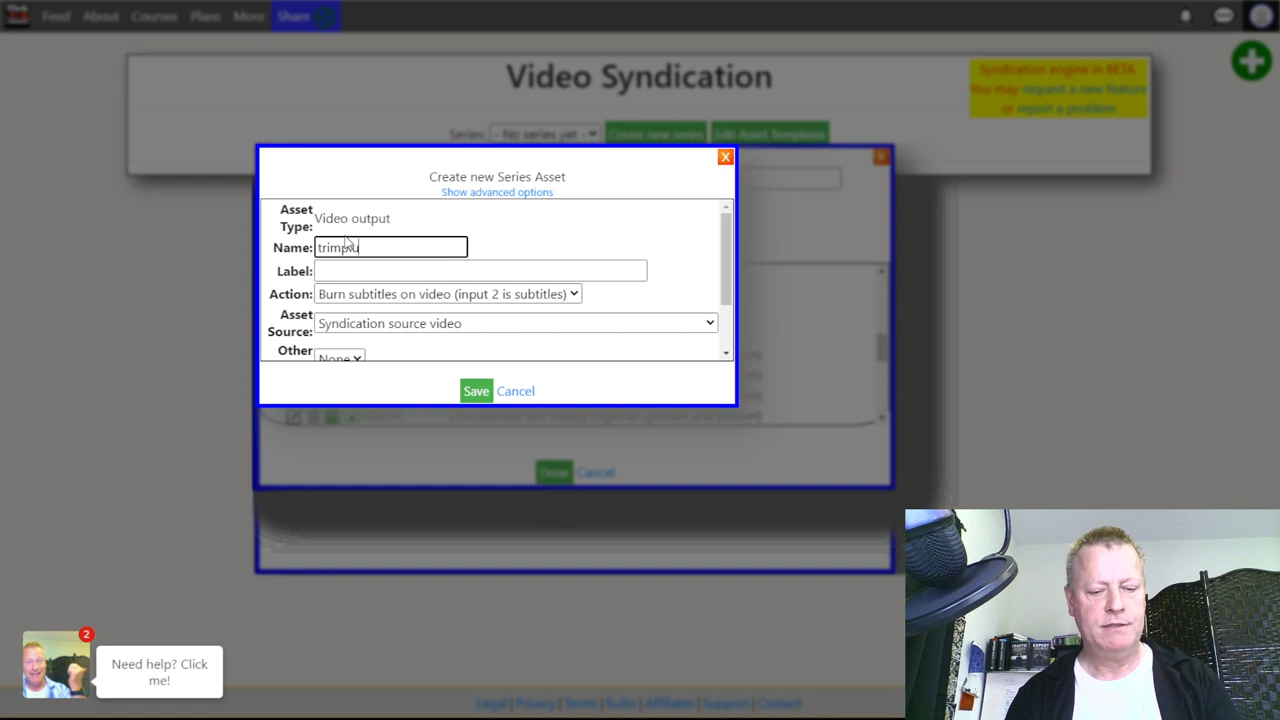 Feed About Courses Plans More Share
Video Syndication
Syndication engine in BETA.
You may request a new feature
or report a problem
Series: - No series yet - Create new series Edit Asset Templates
X
Create new Series Asset
Show advanced options
Asset Type: Video output
Name:
Label:
Action: Burn subtitles on video (input 2 is subtitles)
Asset Source: Syndication source video
Other None
Save Cancel
Done Cancel
2
Need help? Click me!
Legal | Privacy | Terms | Rules | Affiliates | Support | Contact